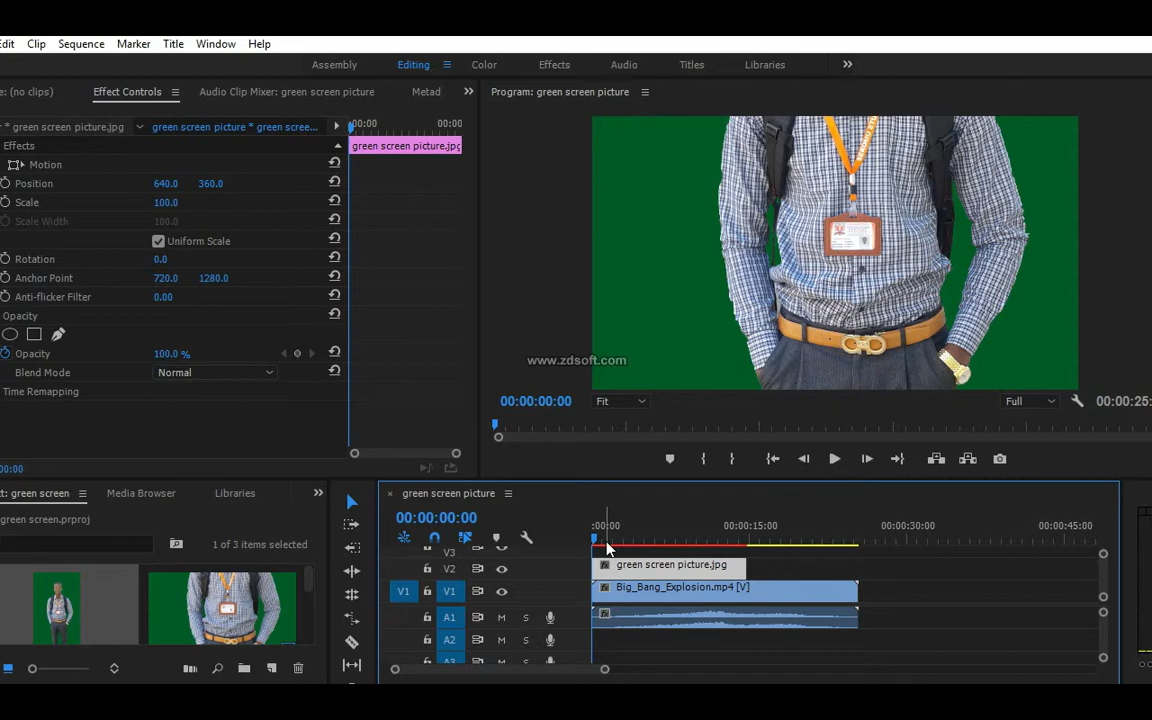 Edit Clip Sequence Marker Title Window Help
Assembly Editing Color Effects Audio Titles Libraries
: (no clips) Effect Controls Audio Clip Mixer: green screen picture Metad
Program: green screen picture
* green screen picture.jpg green screen picture * green scree...
:00:00 00:00
Effects
green screen picture.jpg
Motion
Position 640.0 360.0
Scale 100.0
Scale Width 100.0
Uniform Scale
Rotation 0.0
Anchor Point 720.0 1280.0
Anti-flicker Filter 0.00
Opacity
Opacity 100.0 %
Blend Mode Normal
Time Remapping
:00:00
www.zdsoft.com
00:00:00:00 Fit Full 00:00:25:
t: green screen Media Browser Libraries
green screen.prproj
1 of 3 items selected
green screen picture
00:00:00:00
:00:00 00:00:15:00 00:00:30:00 00:00:45:00
V3
V2 green screen picture.jpg
V1 V1 Big_Bang_Explosion.mp4 [V]
A1 M S
A2 M S
A3 M S